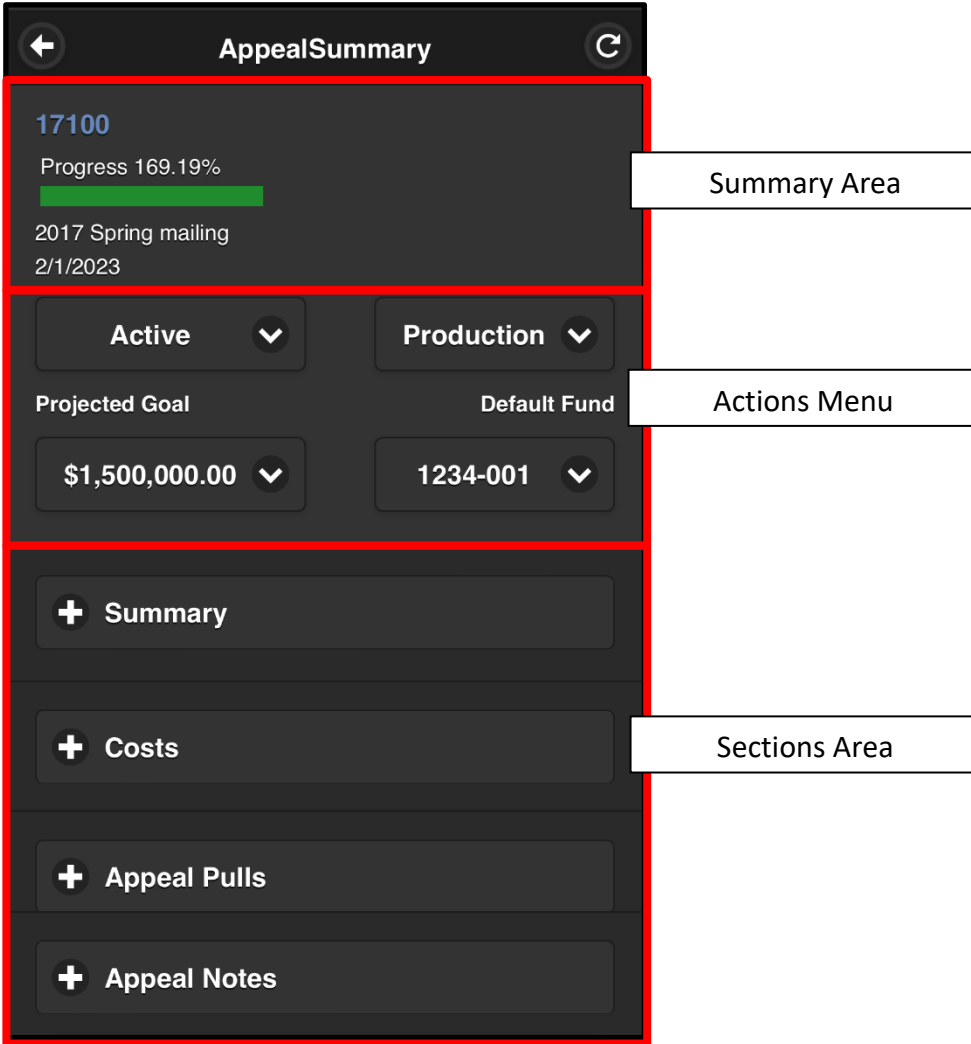 AppealSummary
17100
Progress 169.19%
2017 Spring mailing
2/1/2023
Summary Area
Active
Production
Projected Goal
Default Fund
Actions Menu
$1,500,000.00
1234-001
Summary
Costs
Sections Area
Appeal Pulls
Appeal Notes